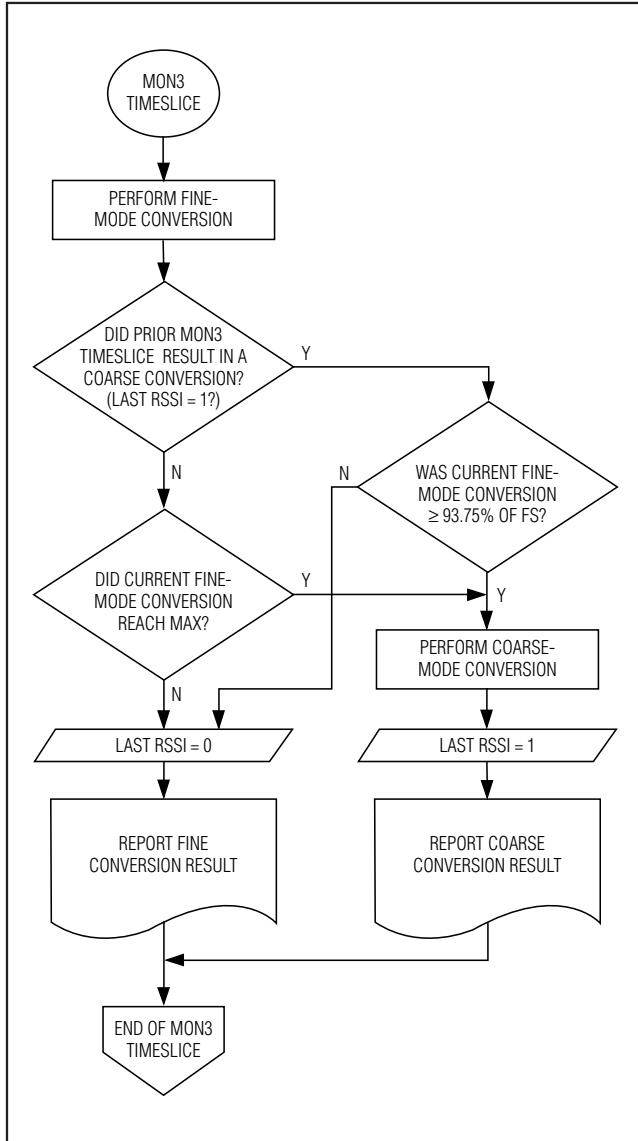 MON3
TIMESLICE
PERFORM FINE-
MODE CONVERSION
DID PRIOR MON3
TIMESLICE RESULT IN A
COARSE CONVERSION?
(LAST RSSI = 1?)
Y
N
N
WAS CURRENT FINE-
MODE CONVERSION
≥ 93.75% OF FS?
DID CURRENT FINE-
MODE CONVERSION
REACH MAX?
Y
Y
N
PERFORM COARSE-
MODE CONVERSION
LAST RSSI = 0
LAST RSSI = 1
REPORT FINE
CONVERSION RESULT
REPORT COARSE
CONVERSION RESULT
END OF MON3
TIMESLICE